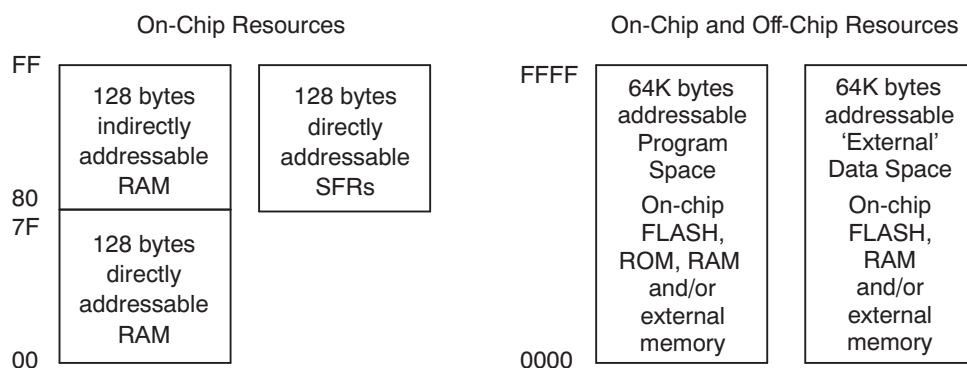 On-Chip Resources
FF
80
7F
00
128 bytes
indirectly
addressable
RAM
128 bytes
directly
addressable
RAM
128 bytes
directly
addressable
SFRs
On-Chip and Off-Chip Resources
FFFF
0000
64K bytes
addressable
Program
Space
On-chip
FLASH,
ROM, RAM
and/or
external
memory
64K bytes
addressable
‘External’
Data Space
On-chip
FLASH,
RAM
and/or
external
memory